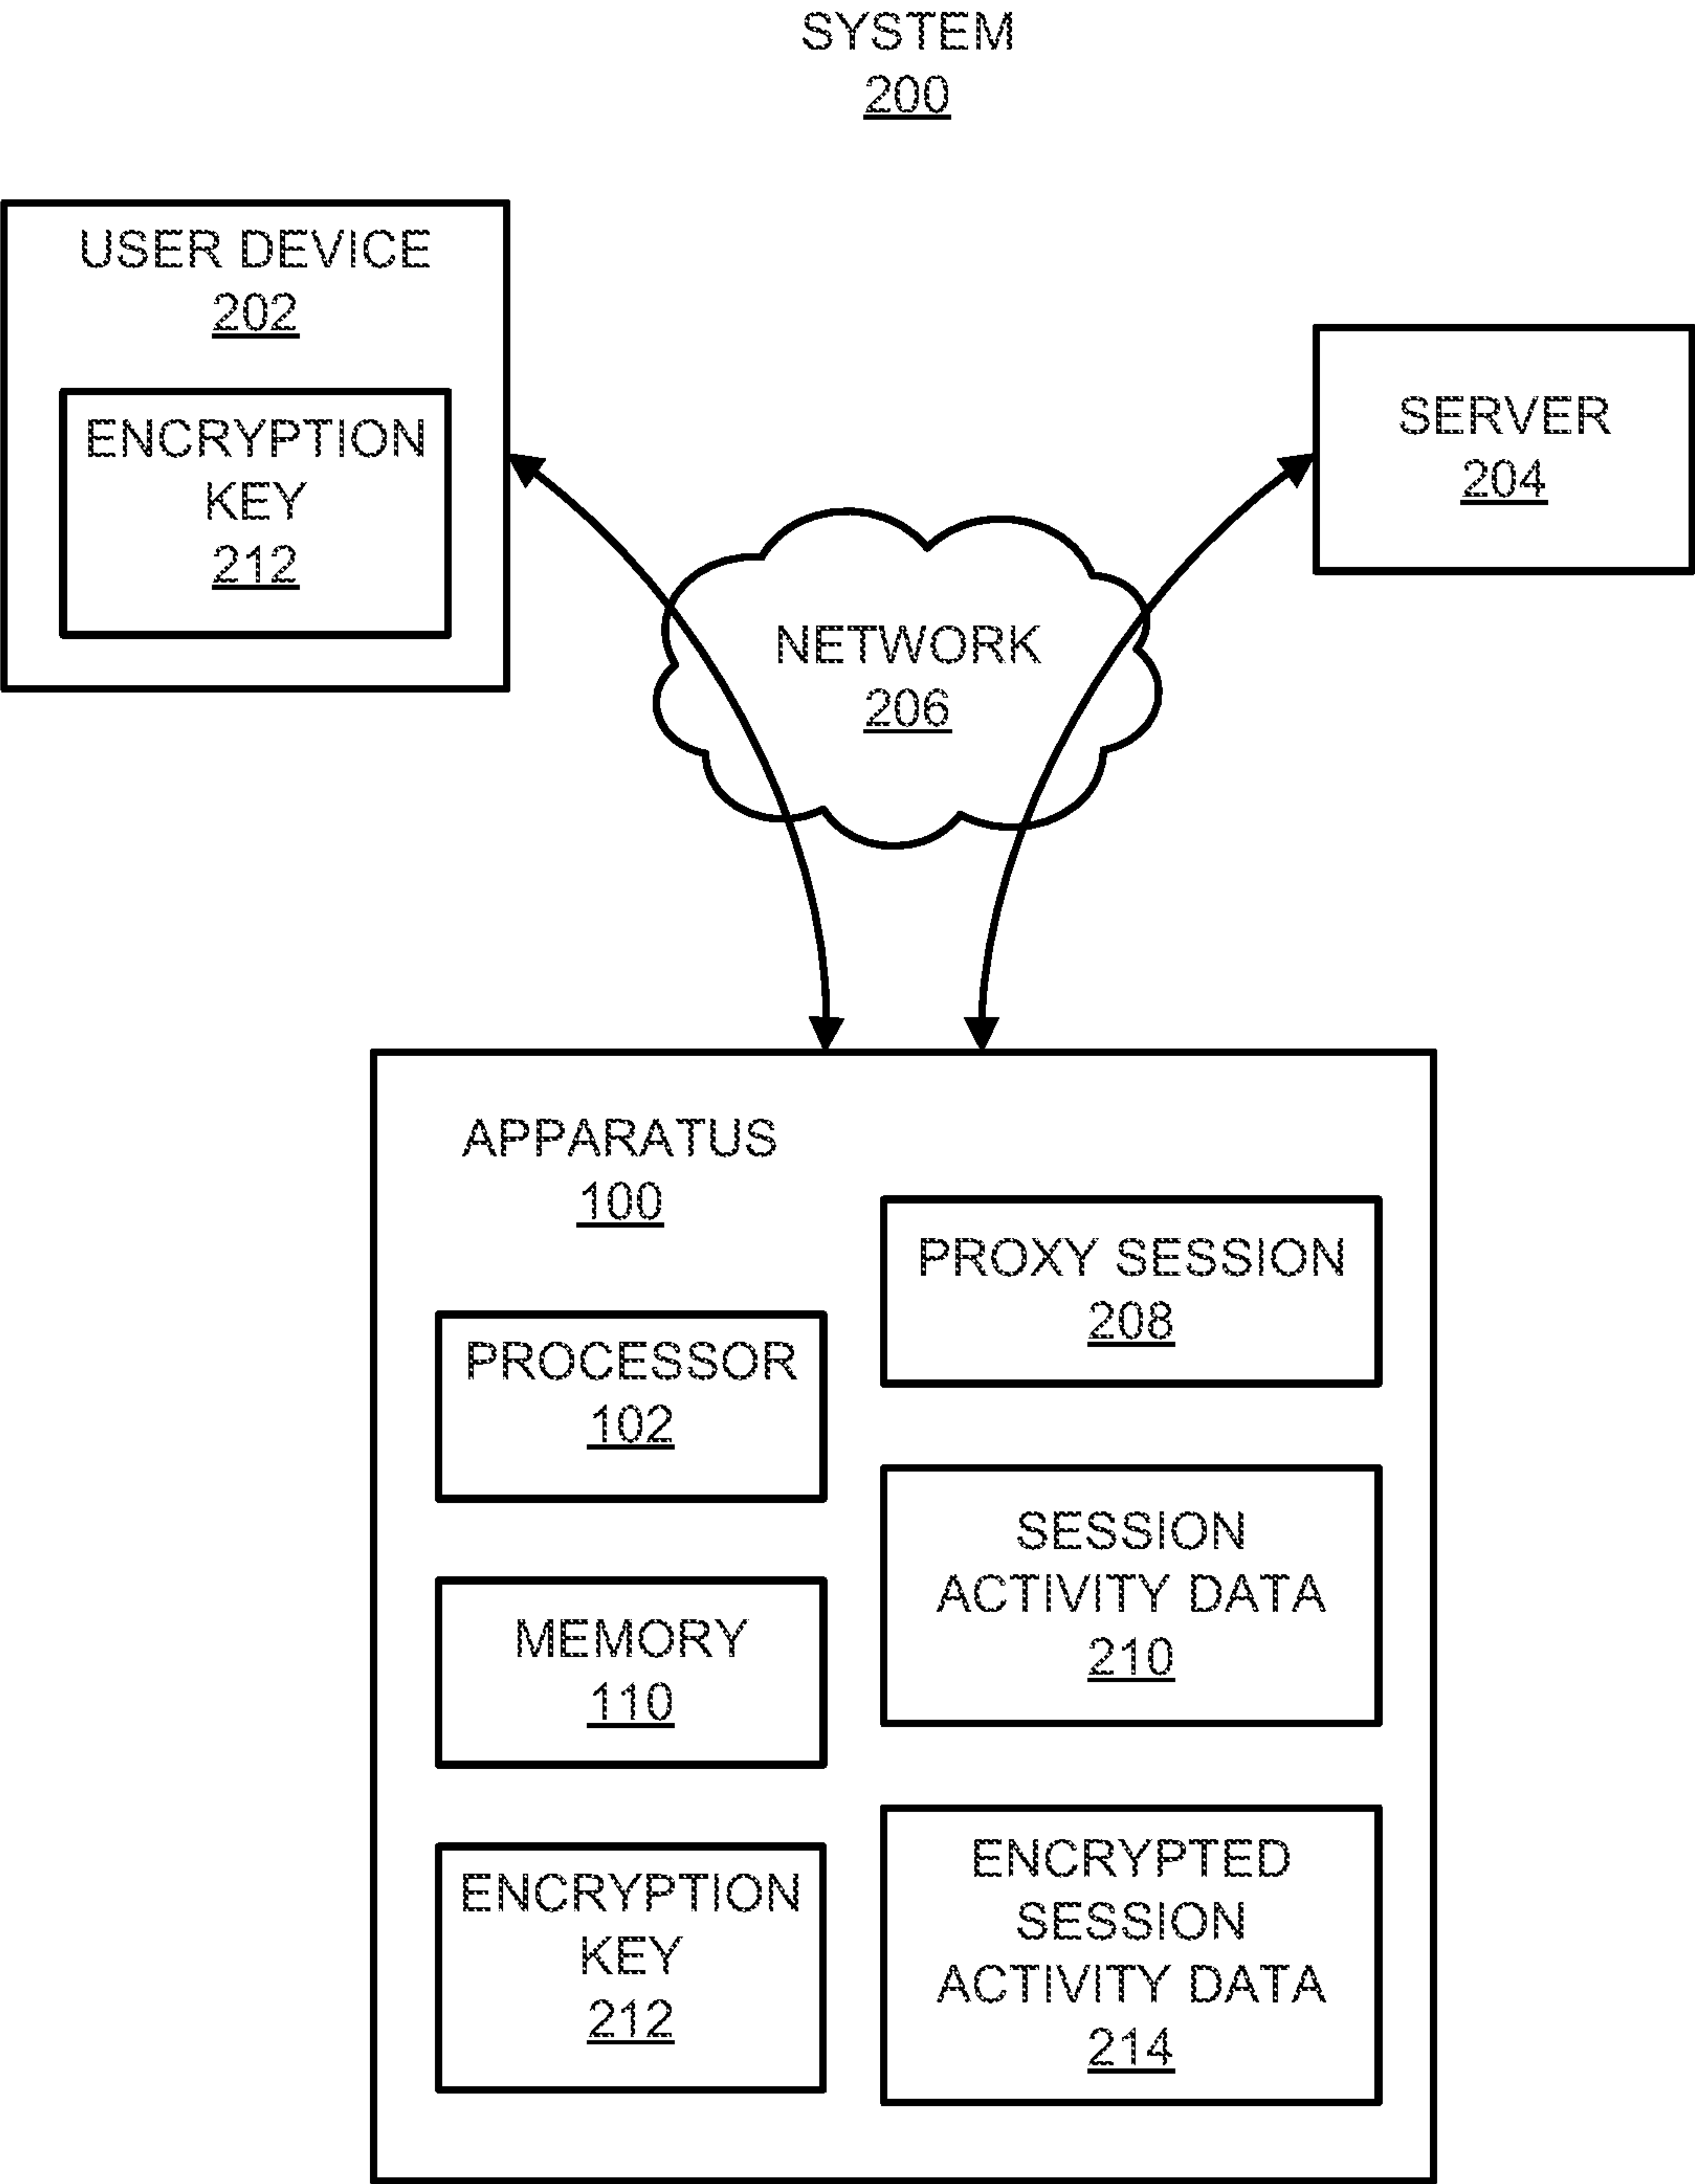 SYSTEM
200
USER DEVICE
202
ENCRYPTION
KEY
212
SERVER
204
NETWORK
206
APPARATUS
100
PROCESSOR
102
MEMORY
110
ENCRYPTION
KEY
212
PROXY SESSION
208
SESSION
ACTIVITY DATA
210
ENCRYPTED
SESSION
ACTIVITY DATA
214